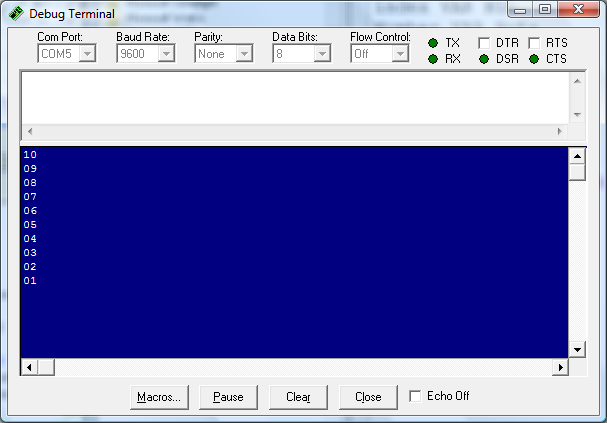 Debug Terminal
Com Port: Baud Rate: Parity: Data Bits: Flow Control: TX DTR RTS
COM5 9600 None 8 Off RX DSR CTS
10
09
08
07
06
05
04
03
02
01
Macros... Pause Clear Close Echo Off